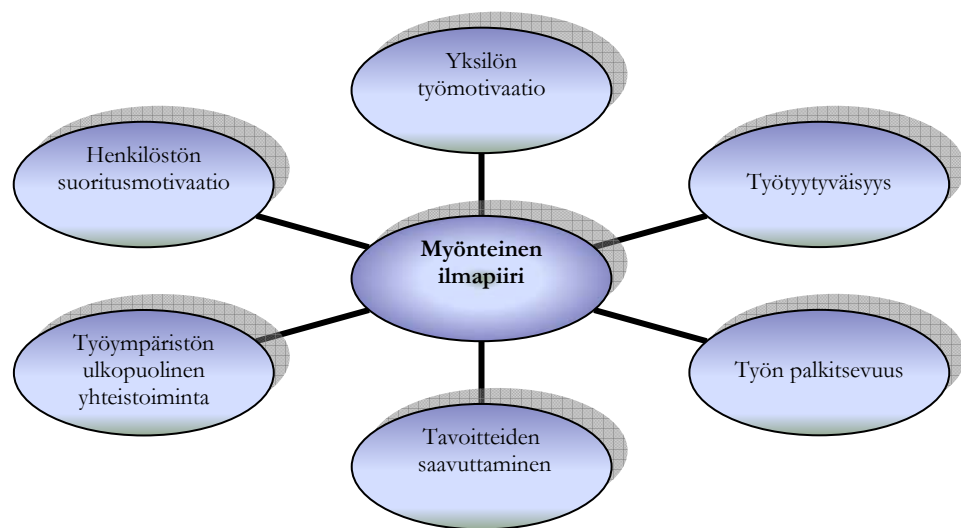 Yksilön
työmotivaatio
Henkilöstön
suoritusmotivaatio
Työtyytyväisyys
Myönteinen
ilmapiiri
Työympäristön
ulkopuolinen
yhteistoiminta
Työn palkitsevuus
Tavoitteiden
saavuttaminen